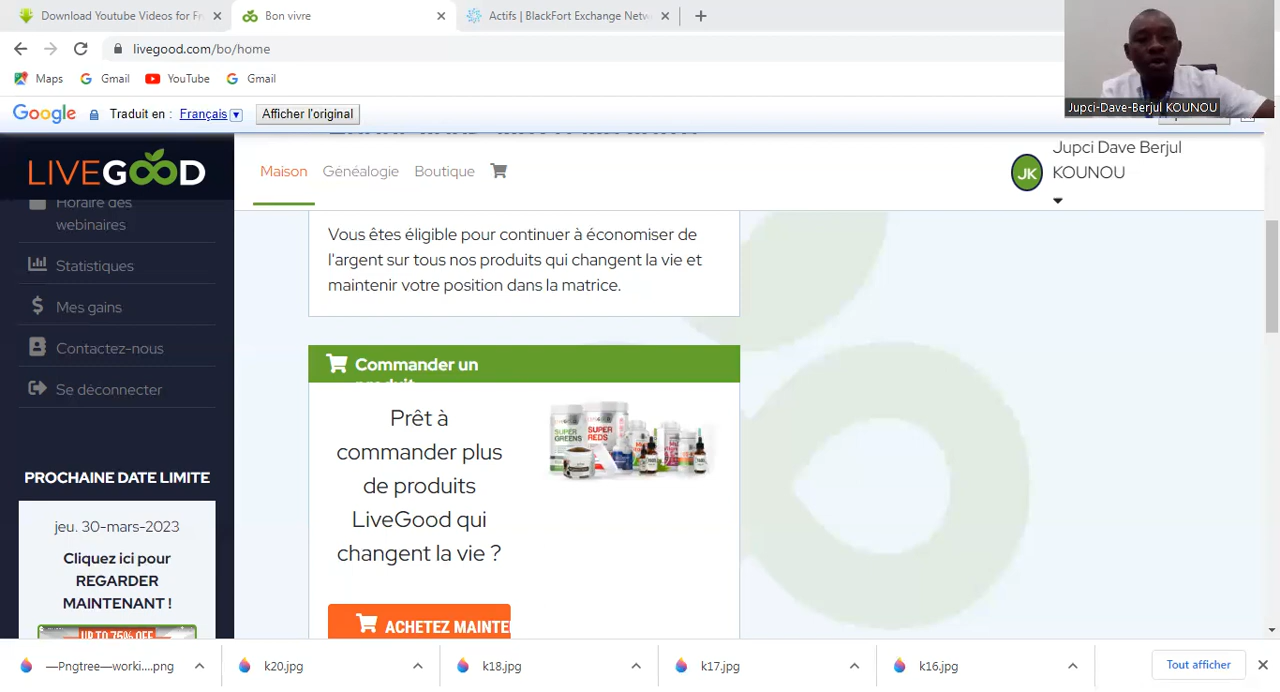 Download Youtube Videos for Fr
Bon vivre
Actifs | BlackFort Exchange Netw
livegood.com/bo/home
Maps
Gmail
YouTube
Gmail
Jupci-Dave-Berjul KOUNOU
Google
Traduit en :
Français
Afficher l'original
LIVEGOOD
Maison
Généalogie
Boutique
JK
Jupci Dave Berjul
KOUNOU
Horaire des
webinaires
Statistiques
Mes gains
Contactez-nous
Se déconnecter
PROCHAINE DATE LIMITE
jeu. 30-mars-2023
Cliquez ici pour
REGARDER
MAINTENANT !
UP TO 75% OFF
Vous êtes éligible pour continuer à économiser de
l'argent sur tous nos produits qui changent la vie et
maintenir votre position dans la matrice.
Commander un
produit
Prêt à
commander plus
de produits
LiveGood qui
changent la vie ?
SUPER
GREENS
SUPER
REDS
ACHETEZ MAINTE
—Pngtree—worki....png
k20.jpg
k18.jpg
k17.jpg
k16.jpg
Tout afficher